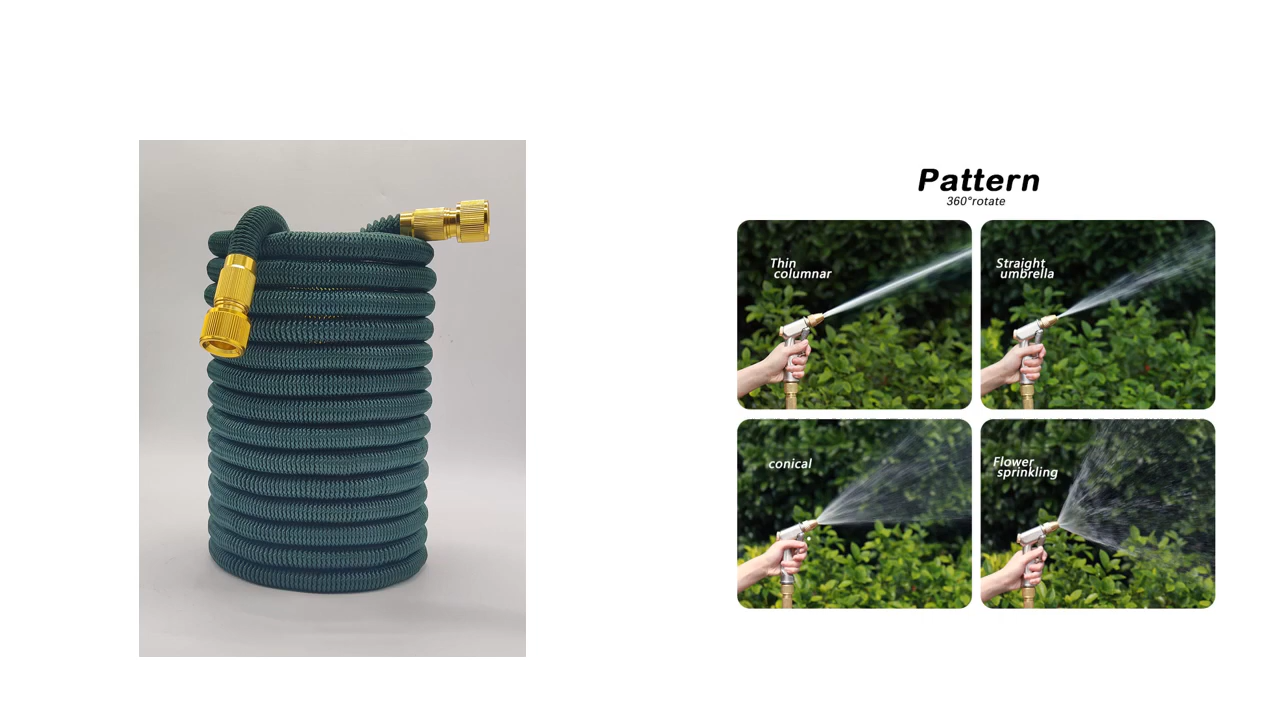 Pattern
360°rotate
Thin
columnar
Straight
umbrella
conical
Flower
sprinkling